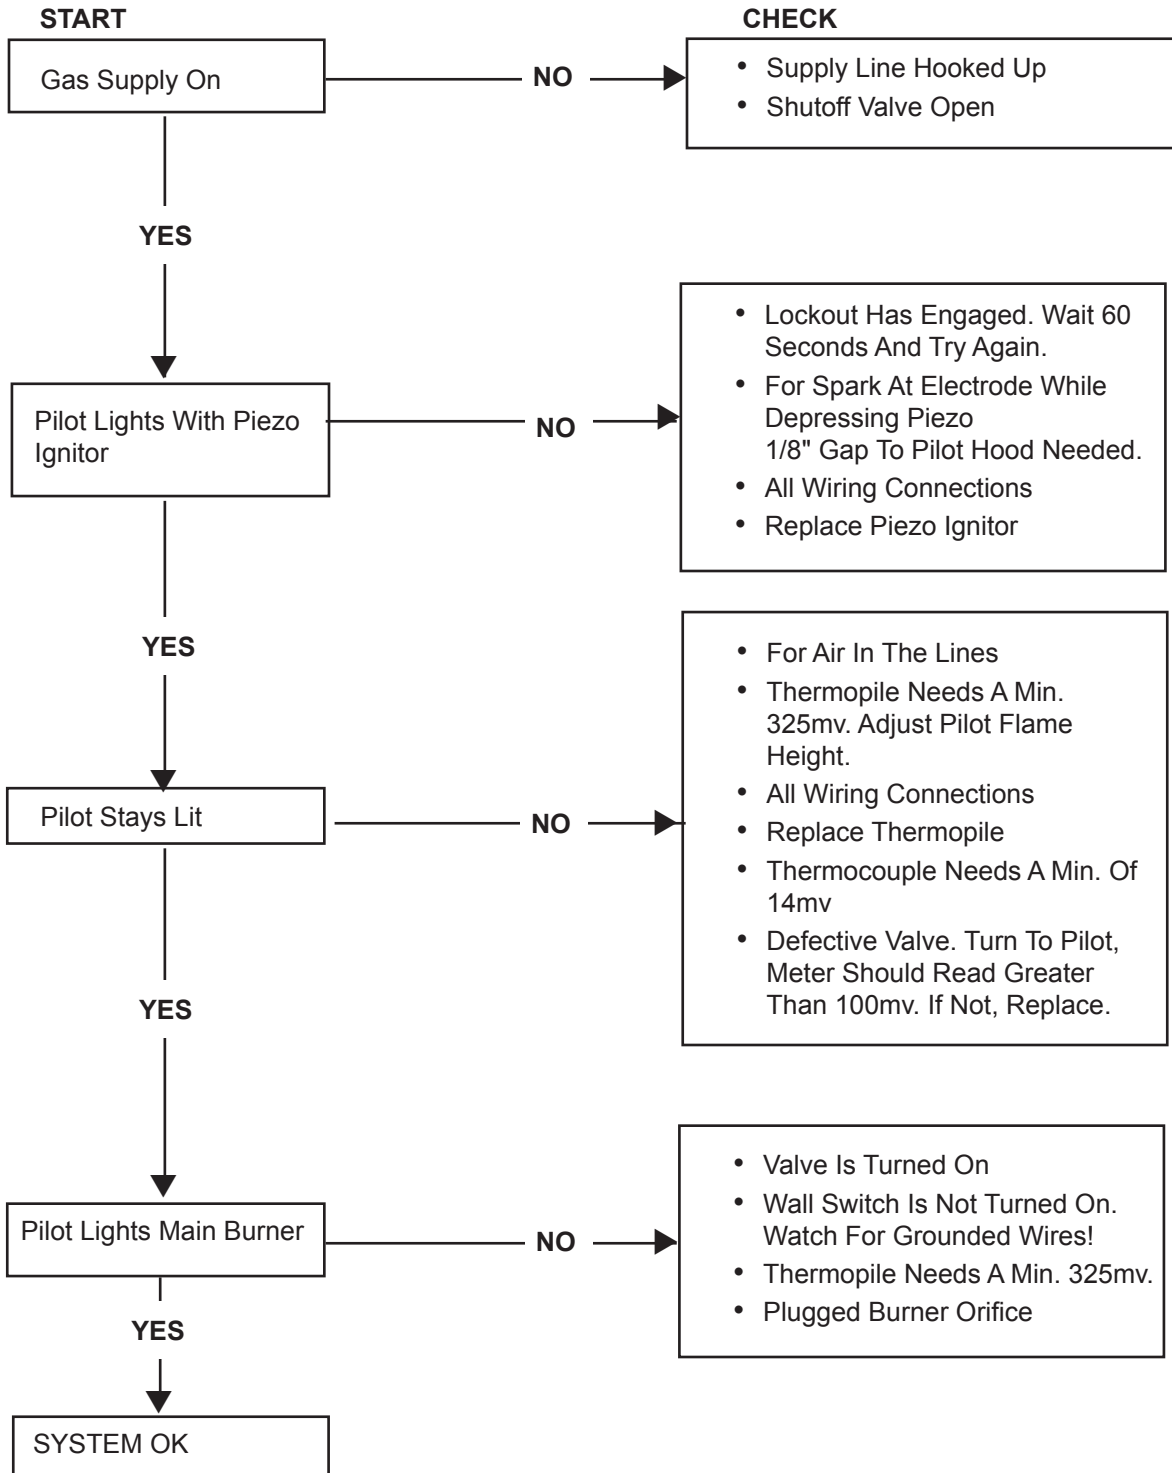 START
CHECK
Gas Supply On
NO
• Supply Line Hooked Up
• Shutoff Valve Open
YES
Pilot Lights With Piezo
Ignitor
NO
• Lockout Has Engaged. Wait 60
Seconds And Try Again.
• For Spark At Electrode While
Depressing Piezo
1/8" Gap To Pilot Hood Needed.
• All Wiring Connections
• Replace Piezo Ignitor
YES
Pilot Stays Lit
NO
• For Air In The Lines
• Thermopile Needs A Min.
325mv. Adjust Pilot Flame
Height.
• All Wiring Connections
• Replace Thermopile
• Thermocouple Needs A Min. Of
14mv
• Defective Valve. Turn To Pilot,
Meter Should Read Greater
Than 100mv. If Not, Replace.
YES
Pilot Lights Main Burner
NO
• Valve Is Turned On
• Wall Switch Is Not Turned On.
Watch For Grounded Wires!
• Thermopile Needs A Min. 325mv.
• Plugged Burner Orifice
YES
SYSTEM OK